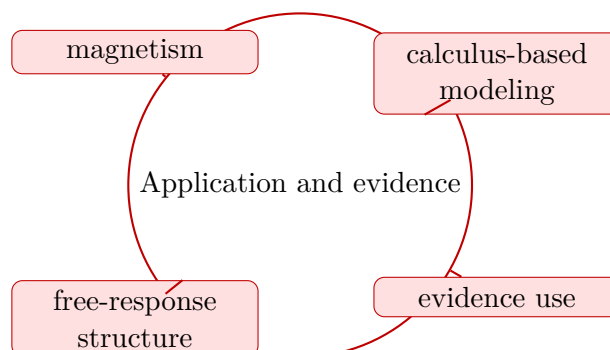 magnetism
calculus-based
modeling
Application and evidence
free-response
structure
evidence use